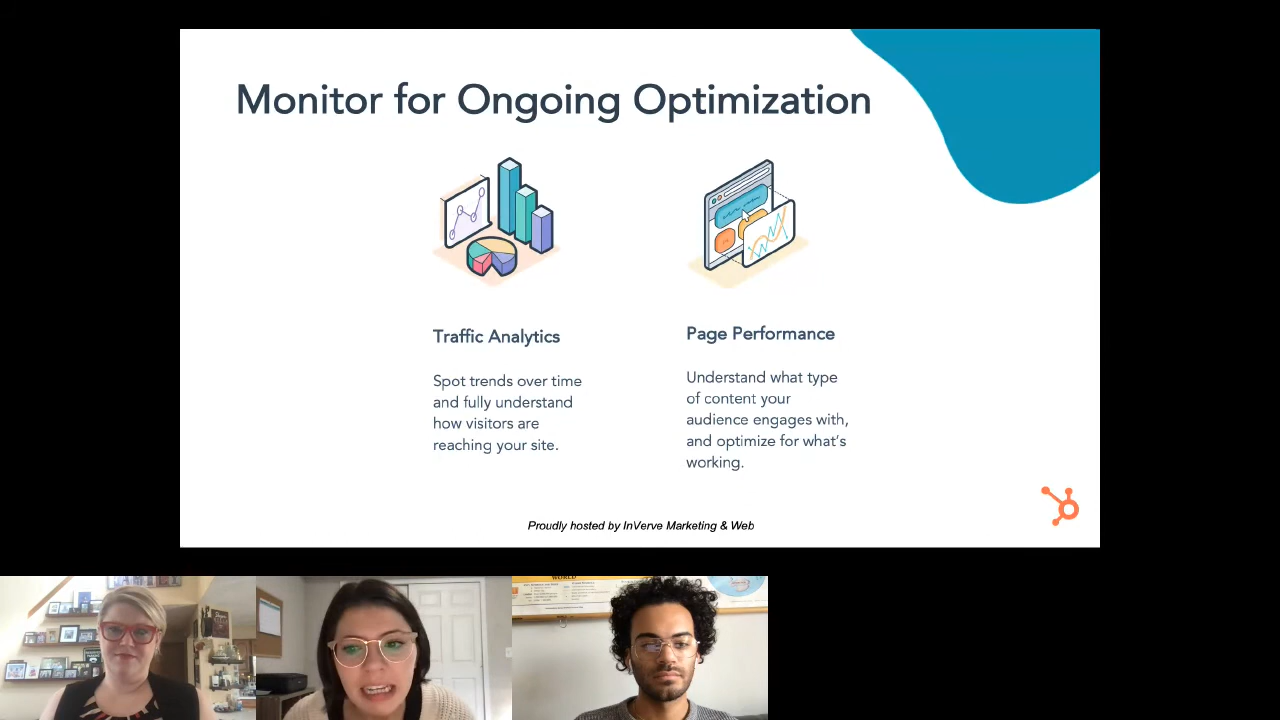 Monitor for Ongoing Optimization
Traffic Analytics
Spot trends over time
and fully understand
how visitors are
reaching your site.
Page Performance
Understand what type
of content your
audience engages with,
and optimize for what's
working.
Proudly hosted by InVerve Marketing & Web
FAMILY
WORLD